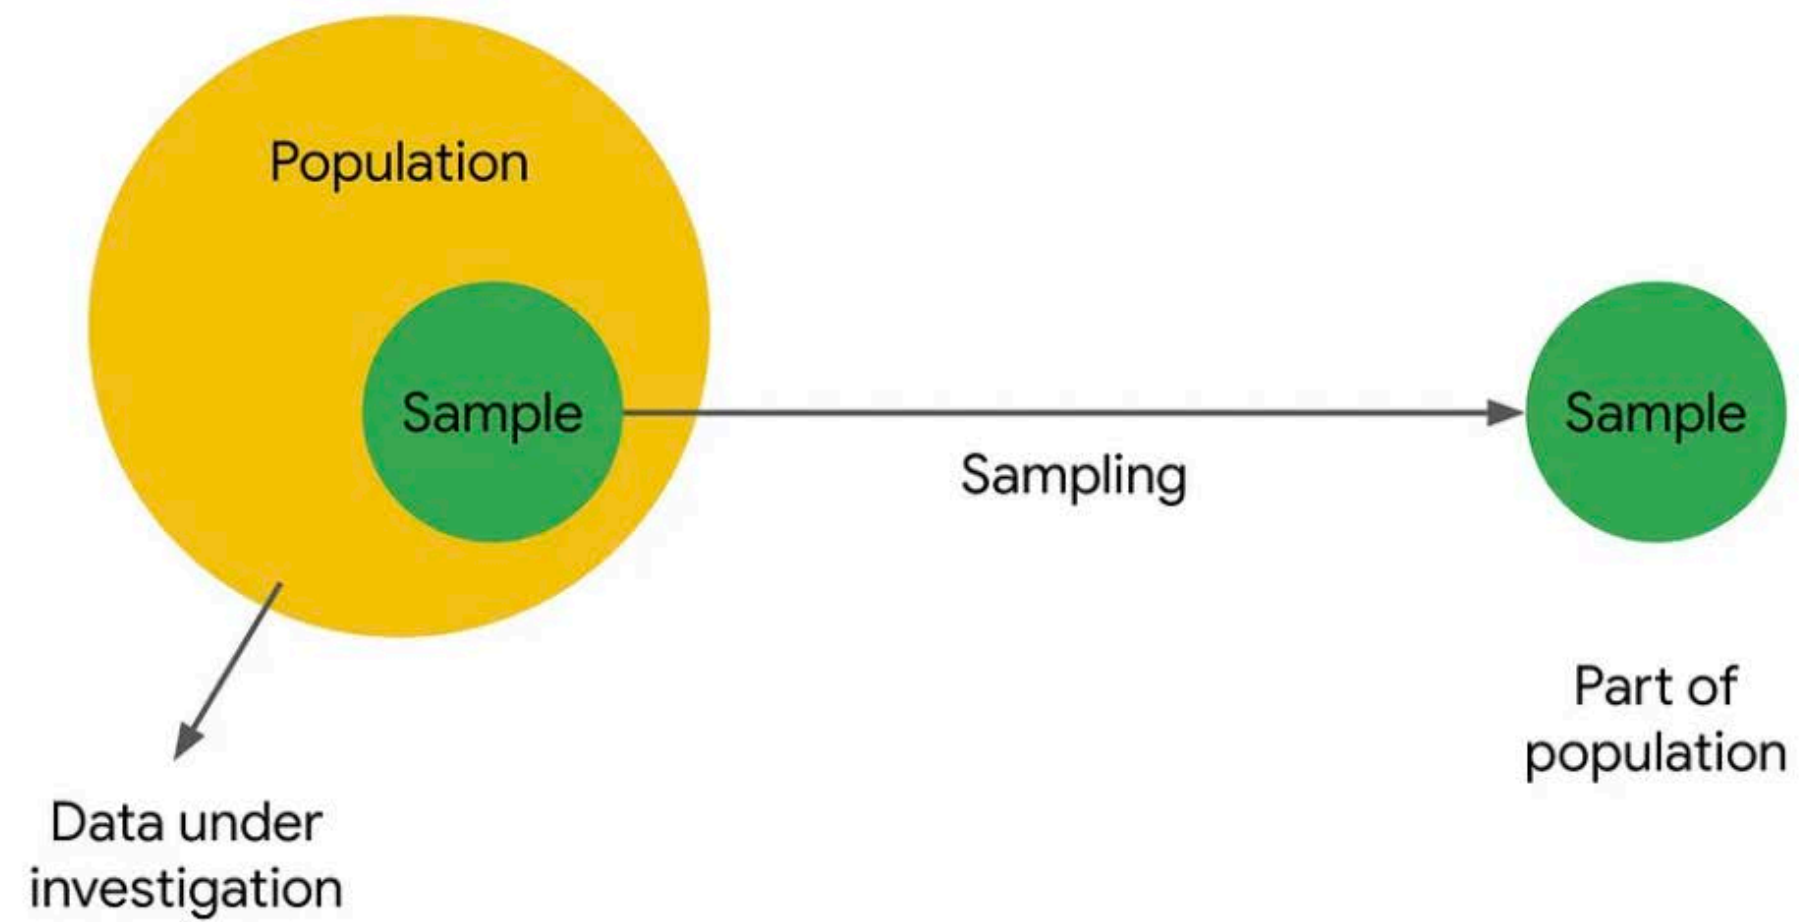 Population
Sample
Sampling
Sample
Part of
population
Data under
investigation